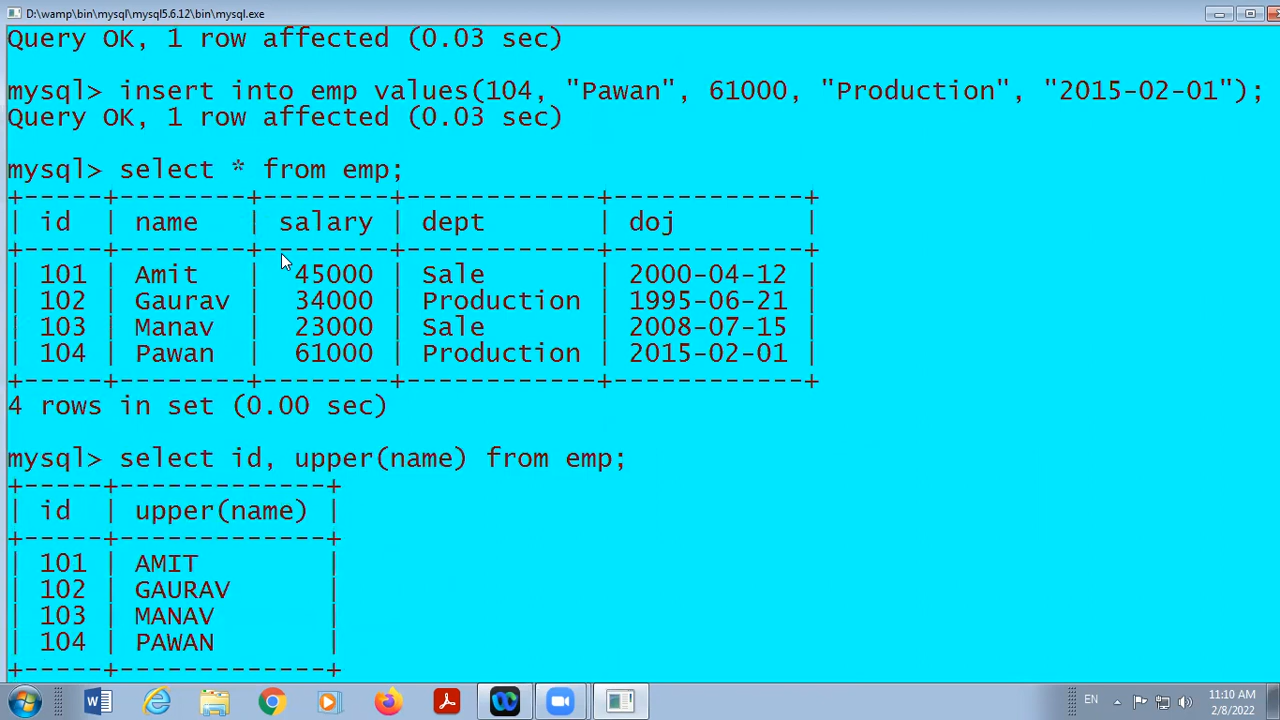 D:\wamp\bin\mysql\mysql5.6.12\bin\mysql.exe
Query OK, 1 row affected (0.03 sec)
mysql> insert into emp values(104, "Pawan", 61000, "Production", "2015-02-01");
Query OK, 1 row affected (0.03 sec)
mysql> select * from emp;
+-----+--------+--------+------------+------------+
| id  | name   | salary | dept       | doj        |
+-----+--------+--------+------------+------------+
| 101 | Amit   |  45000 | Sale       | 2000-04-12 |
| 102 | Gaurav |  34000 | Production | 1995-06-21 |
| 103 | Manav  |  23000 | Sale       | 2008-07-15 |
| 104 | Pawan  |  61000 | Production | 2015-02-01 |
+-----+--------+--------+------------+------------+
4 rows in set (0.00 sec)
mysql> select id, upper(name) from emp;
+-----+-------------+
| id  | upper(name) |
+-----+-------------+
| 101 | AMIT        |
| 102 | GAURAV      |
| 103 | MANAV       |
| 104 | PAWAN       |
+-----+-------------+
EN
11:10 AM
2/8/2022